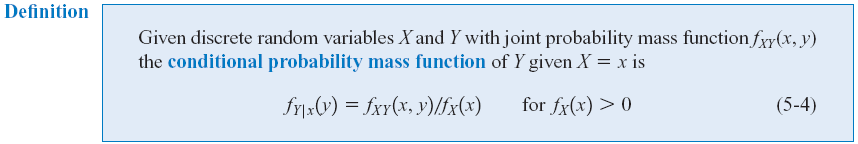 Definition
Given discrete random variables X and Y with joint probability mass function fXY(x, y)
the conditional probability mass function of Y given X = x is
fY|x(y) = fXY(x, y)/fX(x) for fX(x) > 0 (5-4)